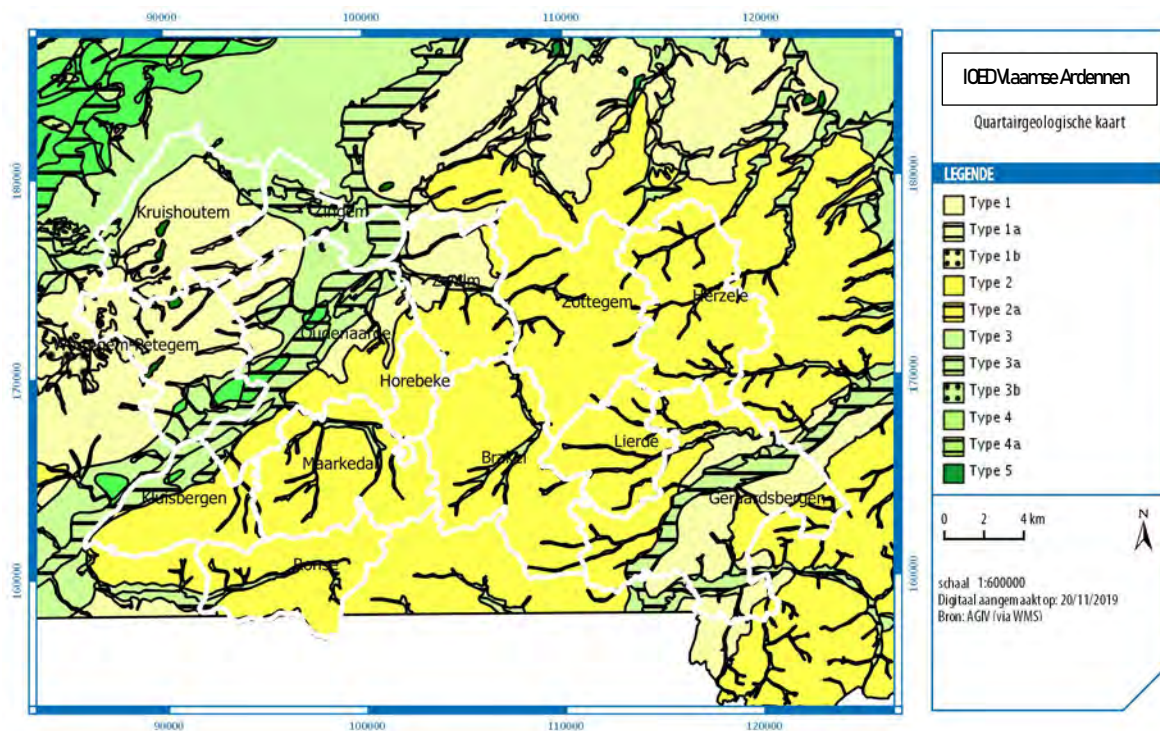 90000 100000 110000 120000
IOED Vlaamse Ardennen
Quartairgeologische kaart
LEGENDE
Type 1
Type 1a
Type 1b
Type 2
Type 2a
Type 3
Type 3a
Type 3b
Type 4
Type 4a
Type 5
0 2 4 km
N
schaal 1:600000
Digitaal aangemaakt op: 20/11/2019
Bron: AGIV (via WMS)
180000 180000
Kruishoutem
Zingem
Zwalm
Zottegem
Herzele
Oudenaarde
Wortegem-Petegem
170000 170000
Horebeke
Lierde
Maarkedal
Brakel
Kluisbergen
Geraardsbergen
Ronse
160000 160000
90000 100000 110000 120000